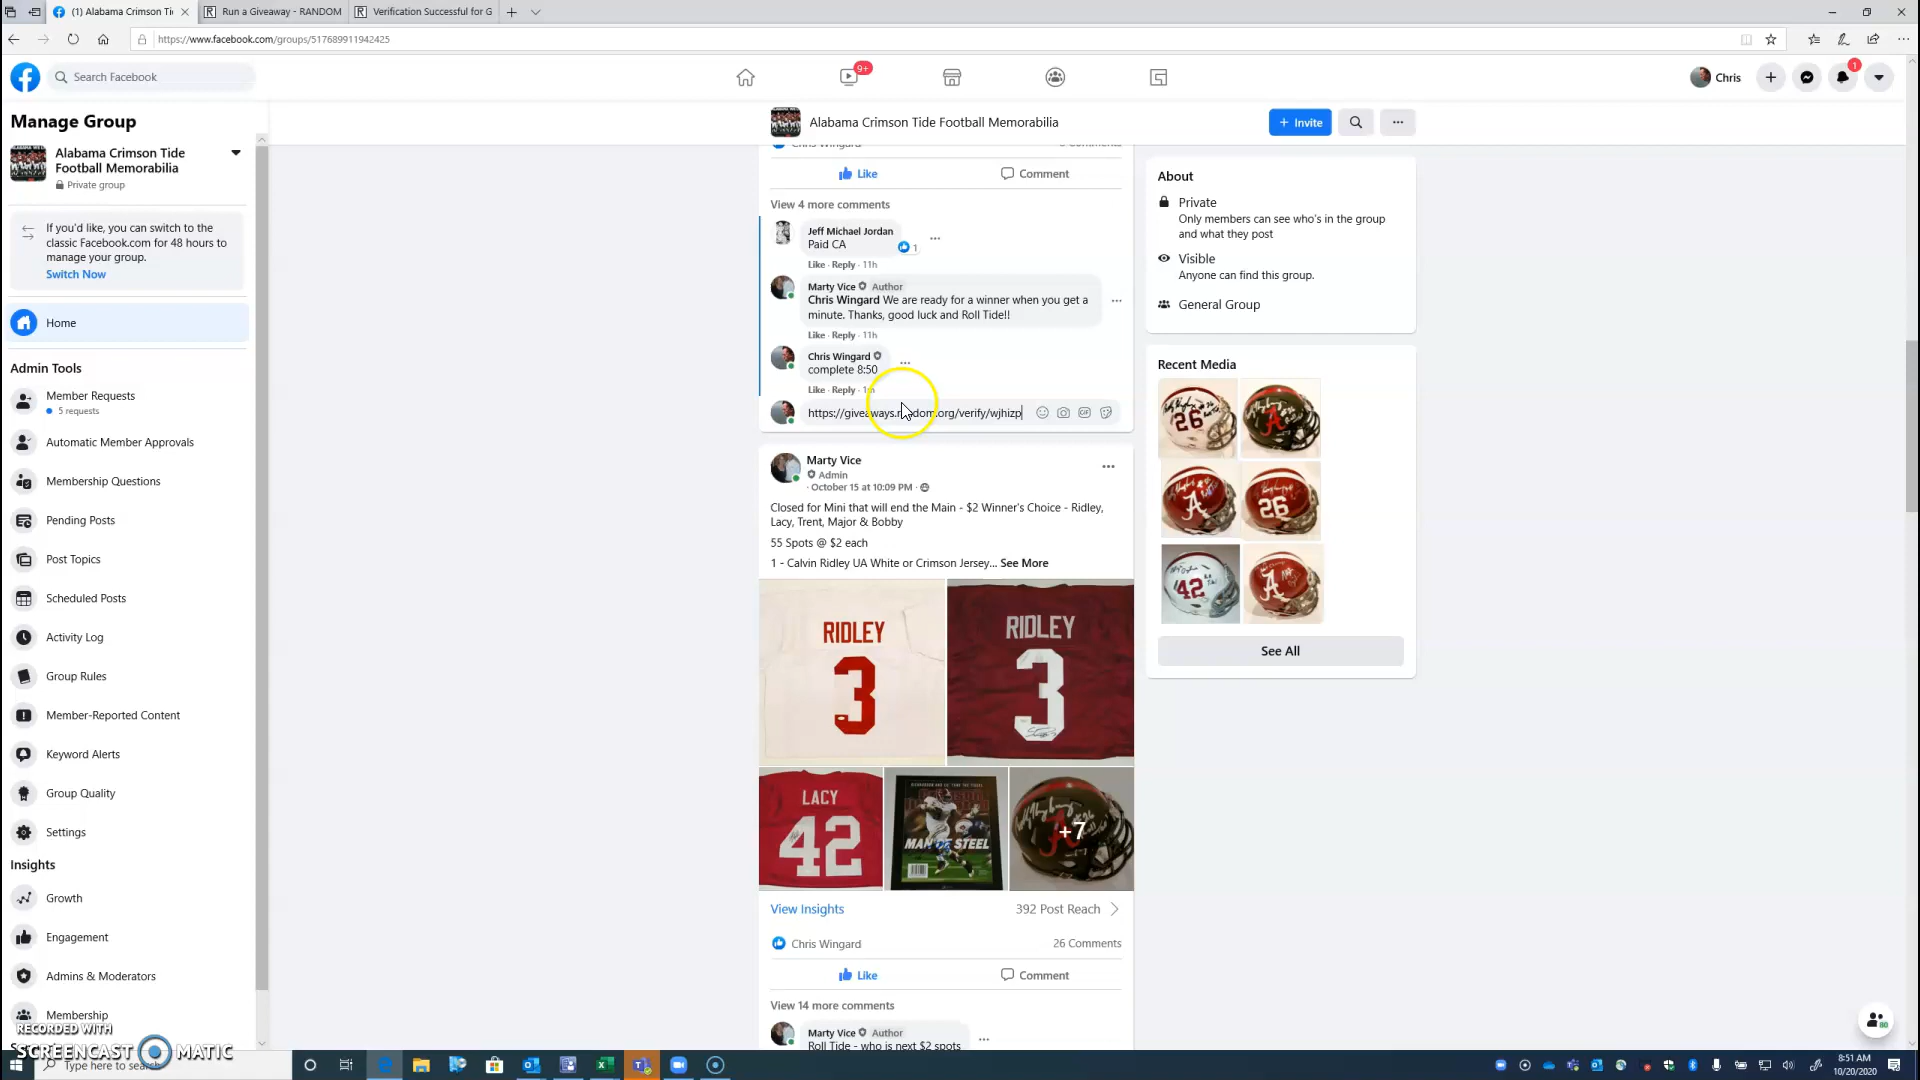 (1) Alabama Crimson Ti
Run a Giveaway - RANDOM
Verification Successful for G
https://www.facebook.com/groups/517689911942425
Search Facebook
9+
Chris
1
Manage Group
Alabama Crimson Tide
Football Memorabilia
Private group
If you'd like, you can switch to the
classic Facebook.com for 48 hours to
manage your group.
Switch Now
Home
Admin Tools
Member Requests
5 requests
Automatic Member Approvals
Membership Questions
Pending Posts
Post Topics
Scheduled Posts
Activity Log
Group Rules
Member-Reported Content
Keyword Alerts
Group Quality
Settings
Insights
Growth
Engagement
Admins & Moderators
Membership
Alabama Crimson Tide Football Memorabilia
+ Invite
Chris Wingard
Like
Comment
View 4 more comments
Jeff Michael Jordan
Paid CA
1
Like · Reply · 11h
Marty Vice Author
Chris Wingard We are ready for a winner when you get a
minute. Thanks, good luck and Roll Tide!!
Like · Reply · 11h
Chris Wingard
complete 8:50
Like · Reply · 1m
https://giveaways.random.org/verify/wjhizp
Marty Vice
Admin
· October 15 at 10:09 PM ·
Closed for Mini that will end the Main - $2 Winner's Choice - Ridley,
Lacy, Trent, Major & Bobby
55 Spots @ $2 each
1 - Calvin Ridley UA White or Crimson Jersey... See More
RIDLEY
3
RIDLEY
3
LACY
42
MAN OF STEEL
+7
View Insights
392 Post Reach
Chris Wingard
26 Comments
Like
Comment
View 14 more comments
Marty Vice Author
Roll Tide - who is next $2 spots
About
Private
Only members can see who's in the group
and what they post
Visible
Anyone can find this group.
General Group
Recent Media
26
26
42
See All
RECORDED WITH
SCREENCAST MATIC
Type here to search
8:51 AM
10/20/2020